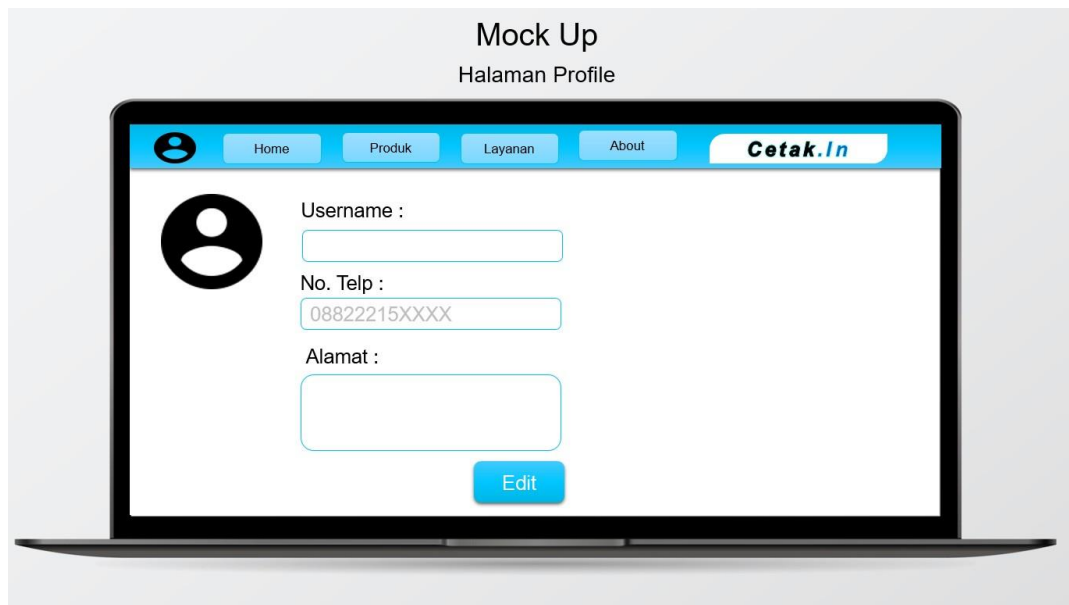 Mock Up
Halaman Profile
Home
Produk
Layanan
About
Cetak.In
Username :
No. Telp :
08822215XXXX
Alamat :
Edit